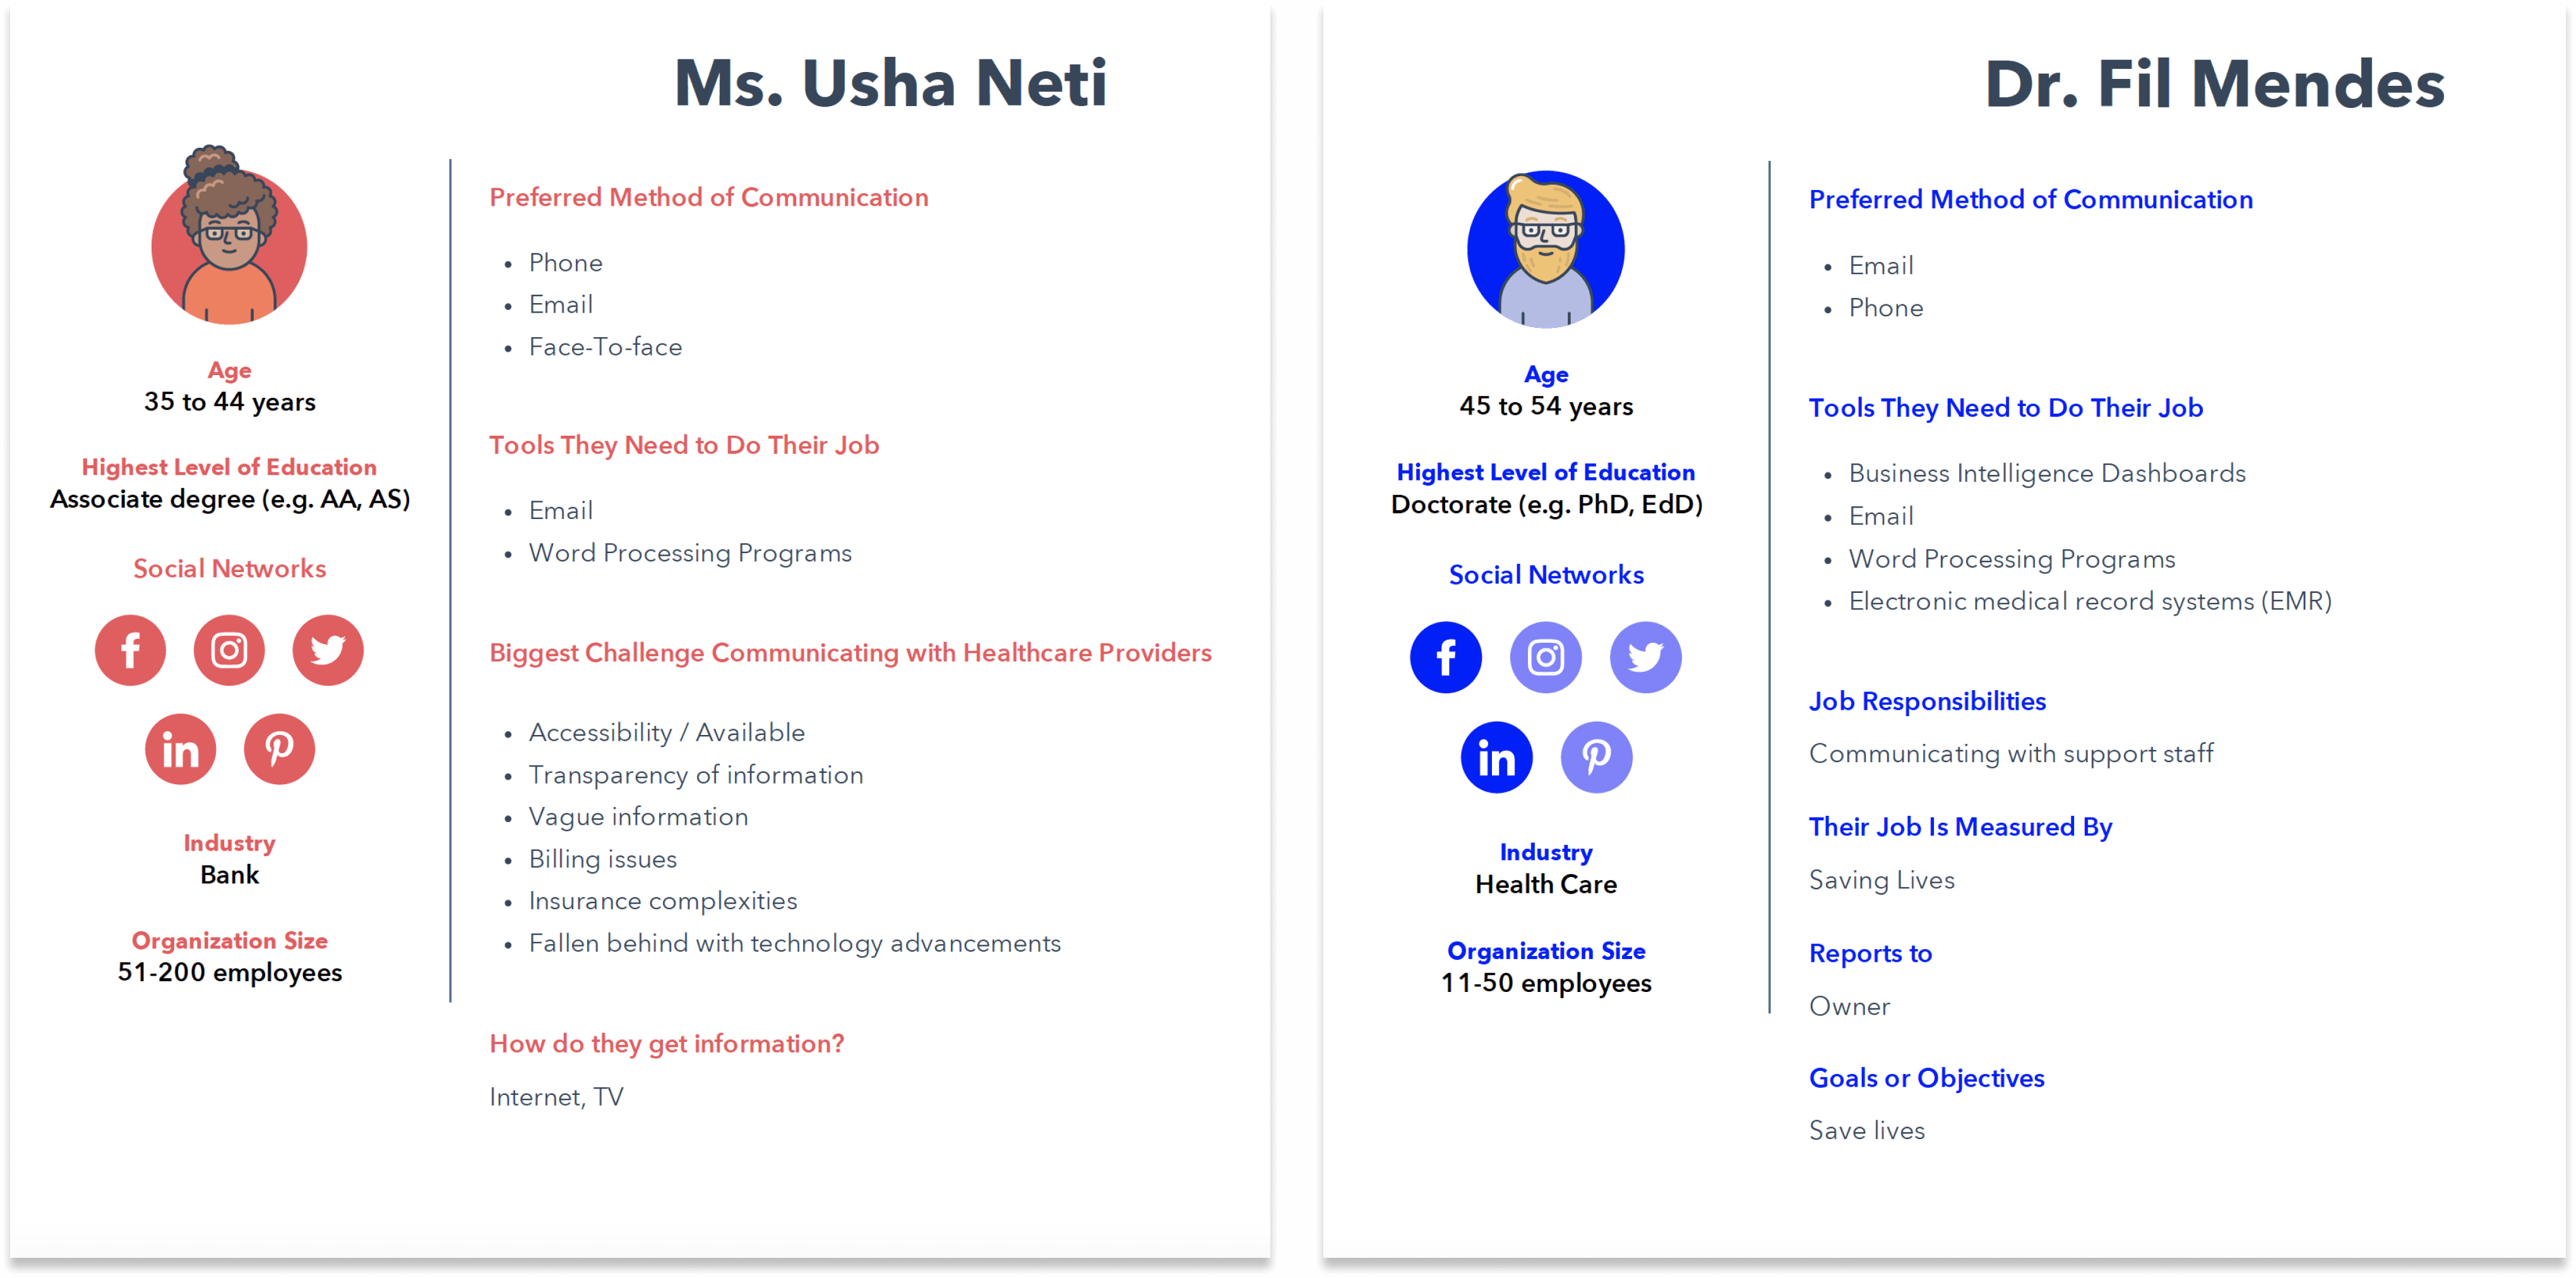 Ms. Usha Neti
Age
35 to 44 years
Highest Level of Education
Associate degree (e.g. AA, AS)
Social Networks
Industry
Bank
Organization Size
51-200 employees
Preferred Method of Communication
• Phone
• Email
• Face-To-face
Tools They Need to Do Their Job
• Email
• Word Processing Programs
Biggest Challenge Communicating with Healthcare Providers
• Accessibility / Available
• Transparency of information
• Vague information
• Billing issues
• Insurance complexities
• Fallen behind with technology advancements
How do they get information?
Internet, TV
Dr. Fil Mendes
Age
45 to 54 years
Highest Level of Education
Doctorate (e.g. PhD, EdD)
Social Networks
Industry
Health Care
Organization Size
11-50 employees
Preferred Method of Communication
• Email
• Phone
Tools They Need to Do Their Job
• Business Intelligence Dashboards
• Email
• Word Processing Programs
• Electronic medical record systems (EMR)
Job Responsibilities
Communicating with support staff
Their Job Is Measured By
Saving Lives
Reports to
Owner
Goals or Objectives
Save lives